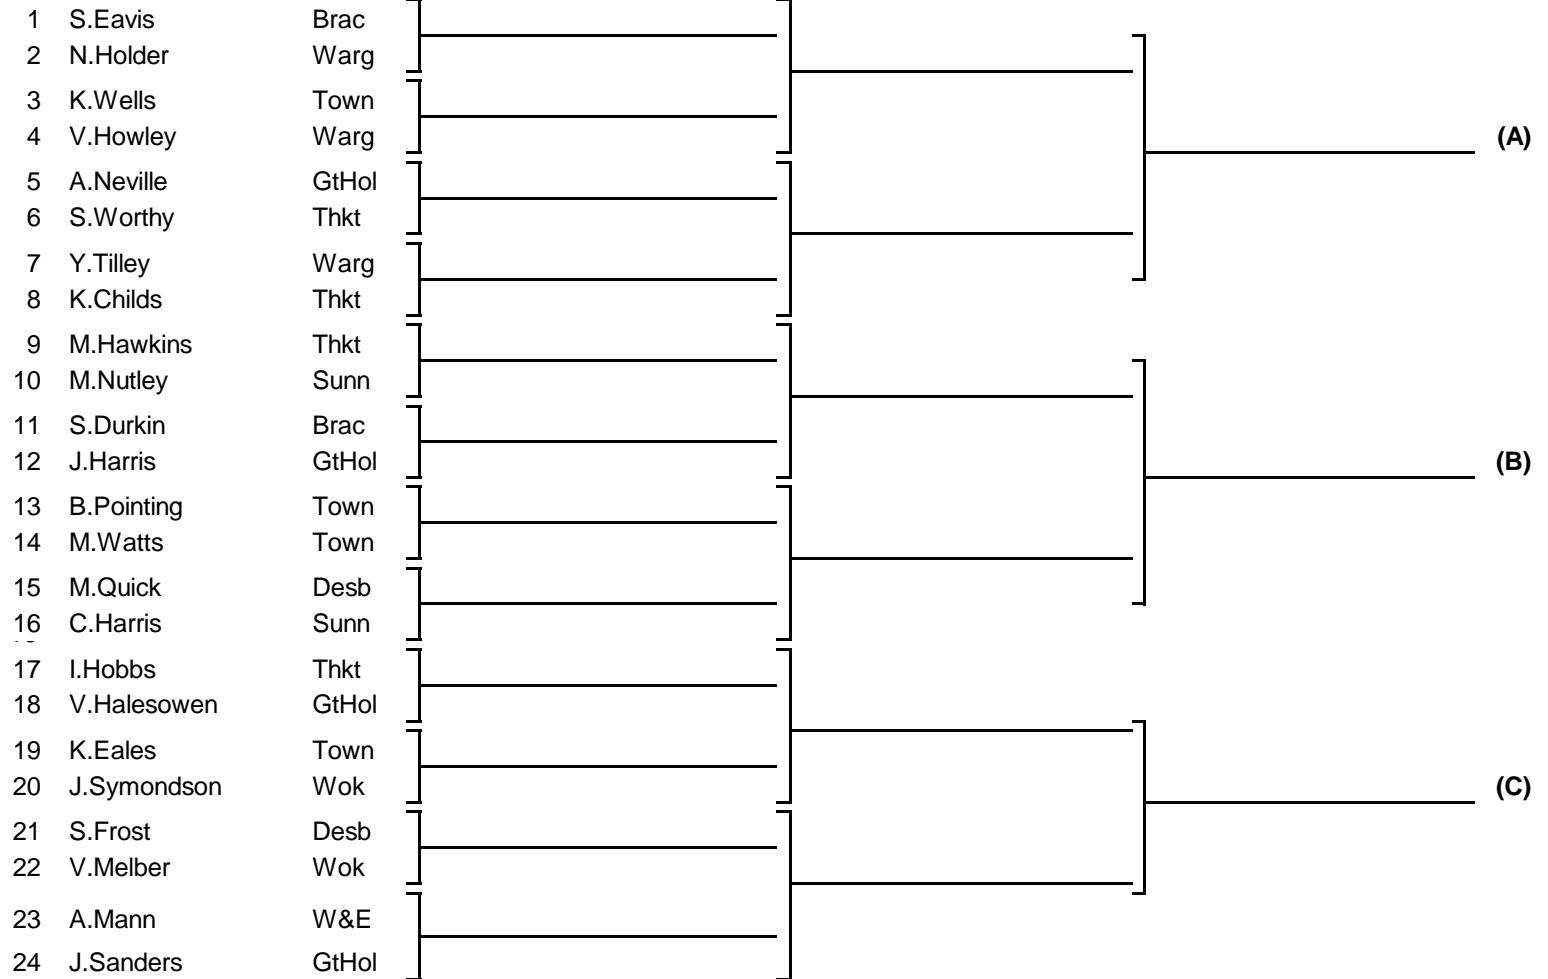 1 S.Eavis Brac
2 N.Holder Warg
3 K.Wells Town
4 V.Howley Warg (A)
5 A.Neville GtHol
6 S.Worthy Thkt
7 Y.Tilley Warg
8 K.Childs Thkt
9 M.Hawkins Thkt
10 M.Nutley Sunn
11 S.Durkin Brac
12 J.Harris GtHol (B)
13 B.Pointing Town
14 M.Watts Town
15 M.Quick Desb
16 C.Harris Sunn
17 I.Hobbs Thkt
18 V.Halesowen GtHol
19 K.Eales Town
20 J.Symondson Wok (C)
21 S.Frost Desb
22 V.Melber Wok
23 A.Mann W&E
24 J.Sanders GtHol